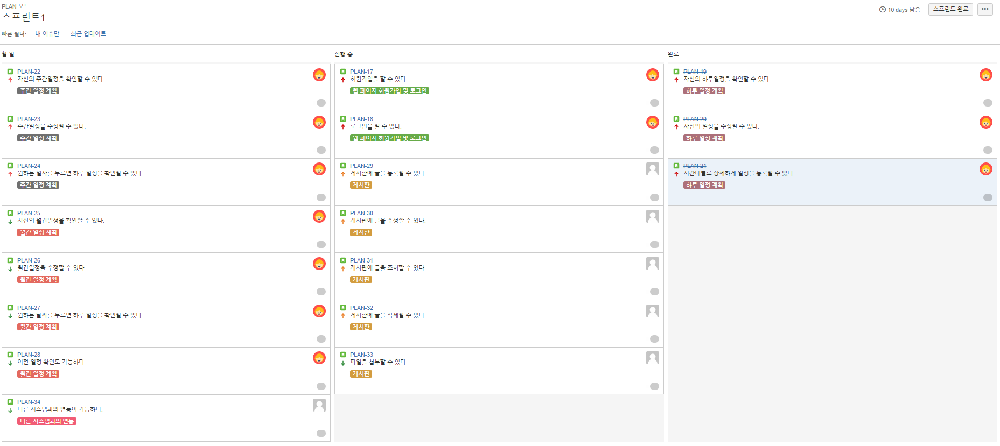 PLAN 보드
스프린트1
10 days 남음
스프린트 완료
빠른 필터:
내 이슈만
최근 업데이트
할 일
PLAN-22
자신의 주간일정을 확인할 수 있다.
주간 일정 계획
PLAN-23
주간일정을 수정할 수 있다.
주간 일정 계획
PLAN-24
원하는 일자를 누르면 하루 일정을 확인할 수 있다
주간 일정 계획
PLAN-25
자신의 월간일정을 확인할 수 있다.
월간 일정 계획
PLAN-26
월간일정을 수정할 수 있다.
월간 일정 계획
PLAN-27
원하는 날짜를 누르면 하루 일정을 확인할 수 있다.
월간 일정 계획
PLAN-28
이전 일정 확인도 가능하다.
월간 일정 계획
PLAN-34
다른 시스템과의 연동이 가능하다.
다른 시스템과의 연동
진행 중
PLAN-17
회원가입을 할 수 있다.
웹 페이지 회원가입 및 로그인
PLAN-18
로그인을 할 수 있다.
웹 페이지 회원가입 및 로그인
PLAN-29
게시판에 글을 등록할 수 있다.
게시판
PLAN-30
게시판에 글을 수정할 수 있다.
게시판
PLAN-31
게시판에 글을 조회할 수 있다.
게시판
PLAN-32
게시판에 글을 삭제할 수 있다.
게시판
PLAN-33
파일을 첨부할 수 있다.
게시판
완료
PLAN-19
자신의 하루일정을 확인할 수 있다.
하루 일정 계획
PLAN-20
자신의 일정을 수정할 수 있다.
하루 일정 계획
PLAN-21
시간대별로 상세하게 일정을 등록할 수 있다.
하루 일정 계획